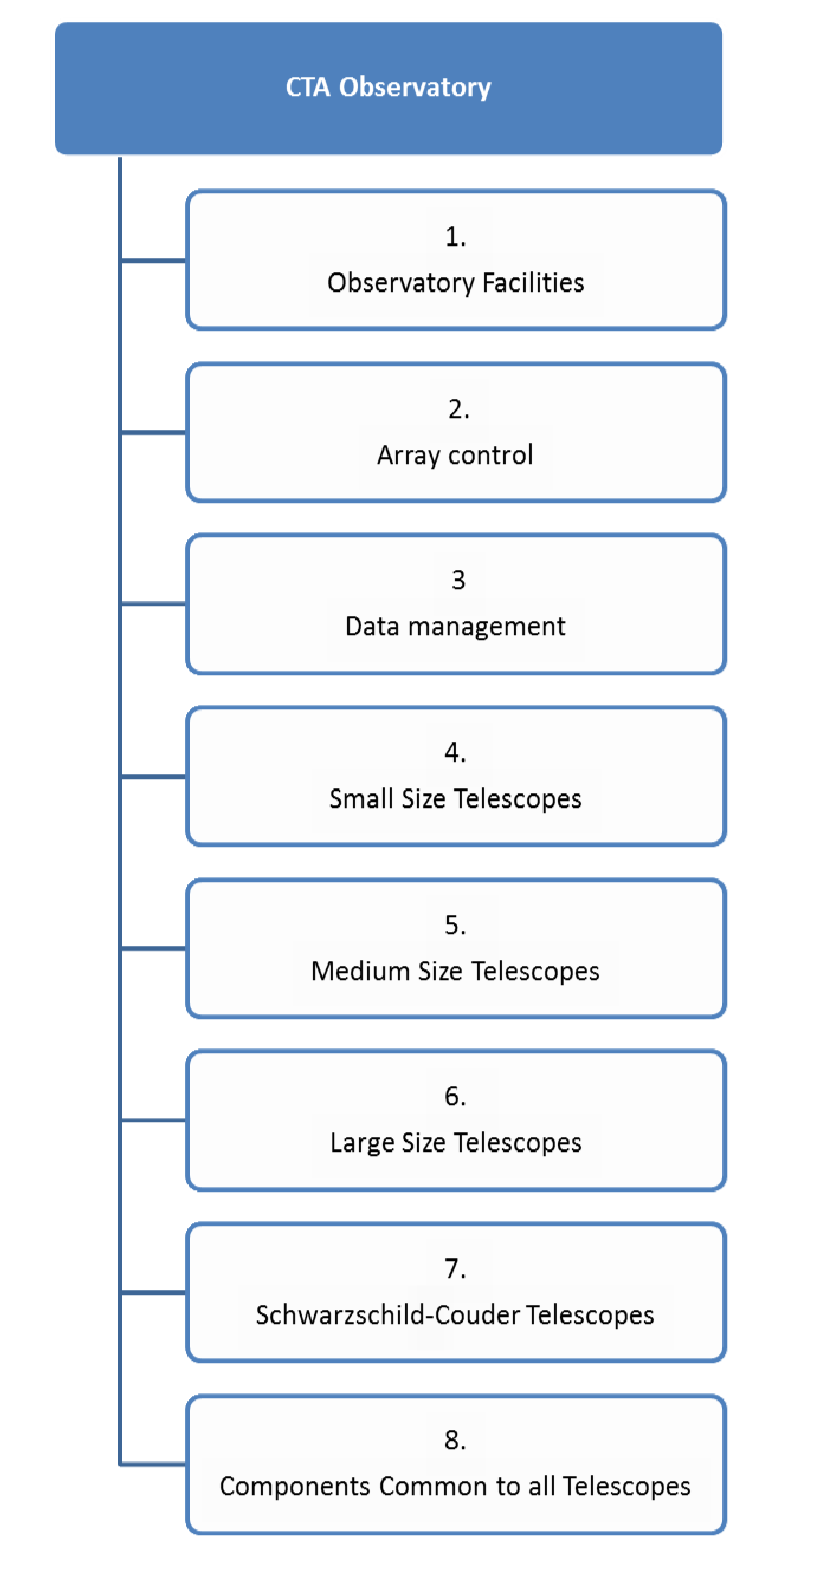 CTA Observatory
1.
Observatory Facilities
2.
Array control
3
Data management
4.
Small Size Telescopes
5.
Medium Size Telescopes
6.
Large Size Telescopes
7.
Schwarzschild-Couder Telescopes
8.
Components Common to all Telescopes